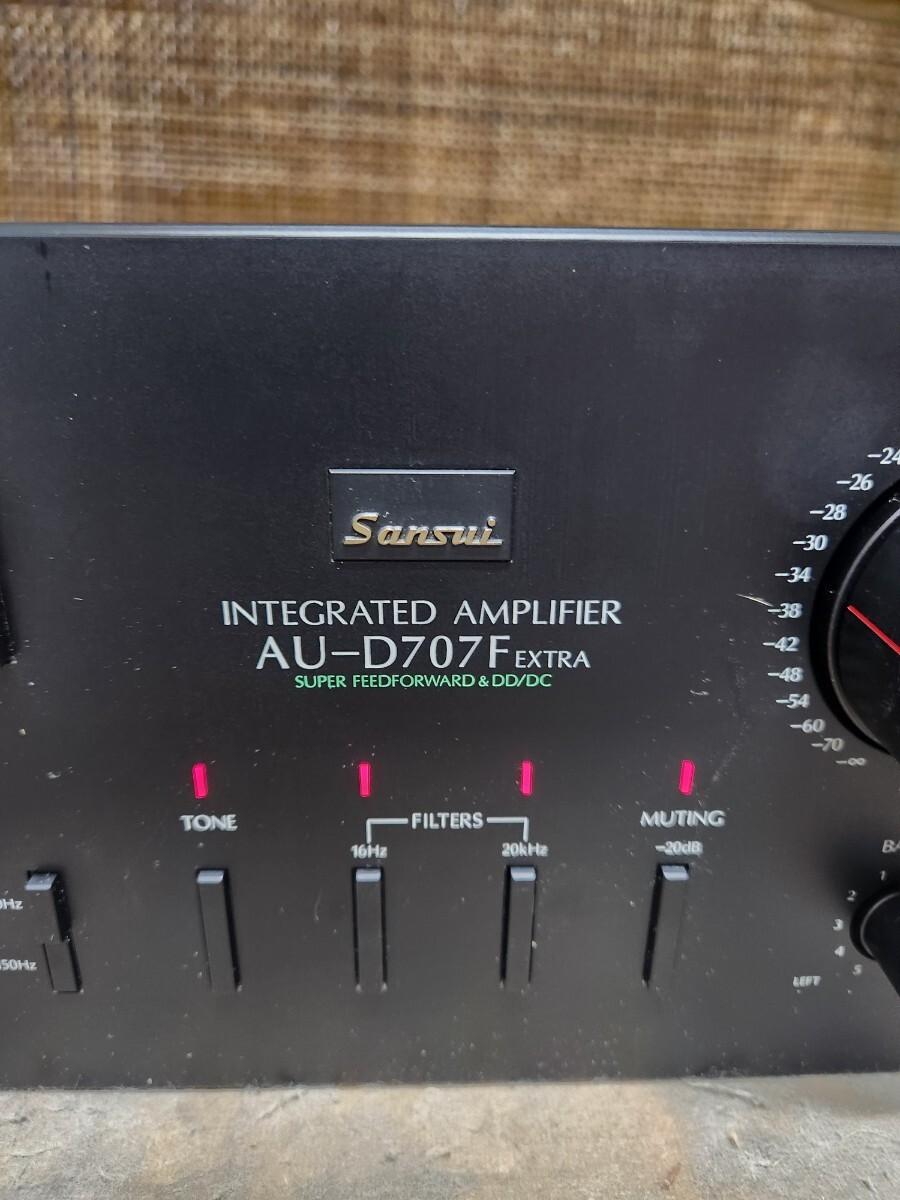 Sansui
INTEGRATED AMPLIFIER
AU-D707F EXTRA
SUPER FEEDFORWARD & DD/DC
-24
-26
-28
-30
-34
-38
-42
-48
-54
-60
-70
-∞
TONE
FILTERS
MUTING
16Hz
20kHz
-20dB
1
2
3
4
5
LEFT